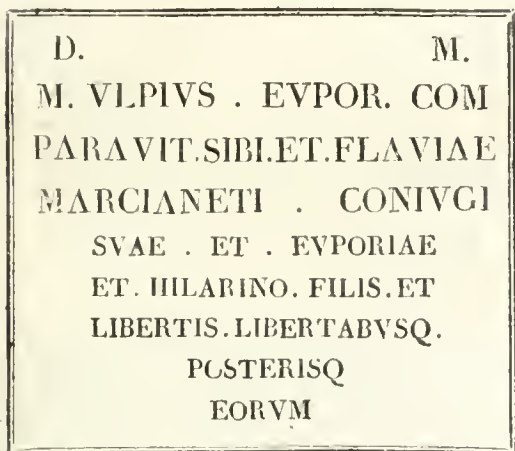 D. M.
M. VLPIVS . EVPOR. COM
PARAVIT.SIBI.ET.FLAVIAE
MARCIANETI . CONIVGI
SVAE . ET . EVPORIAE
ET. HILARINO. FILIS. ET
LIBERTIS. LIBERTABVSQ.
POSTERISQ
EORVM